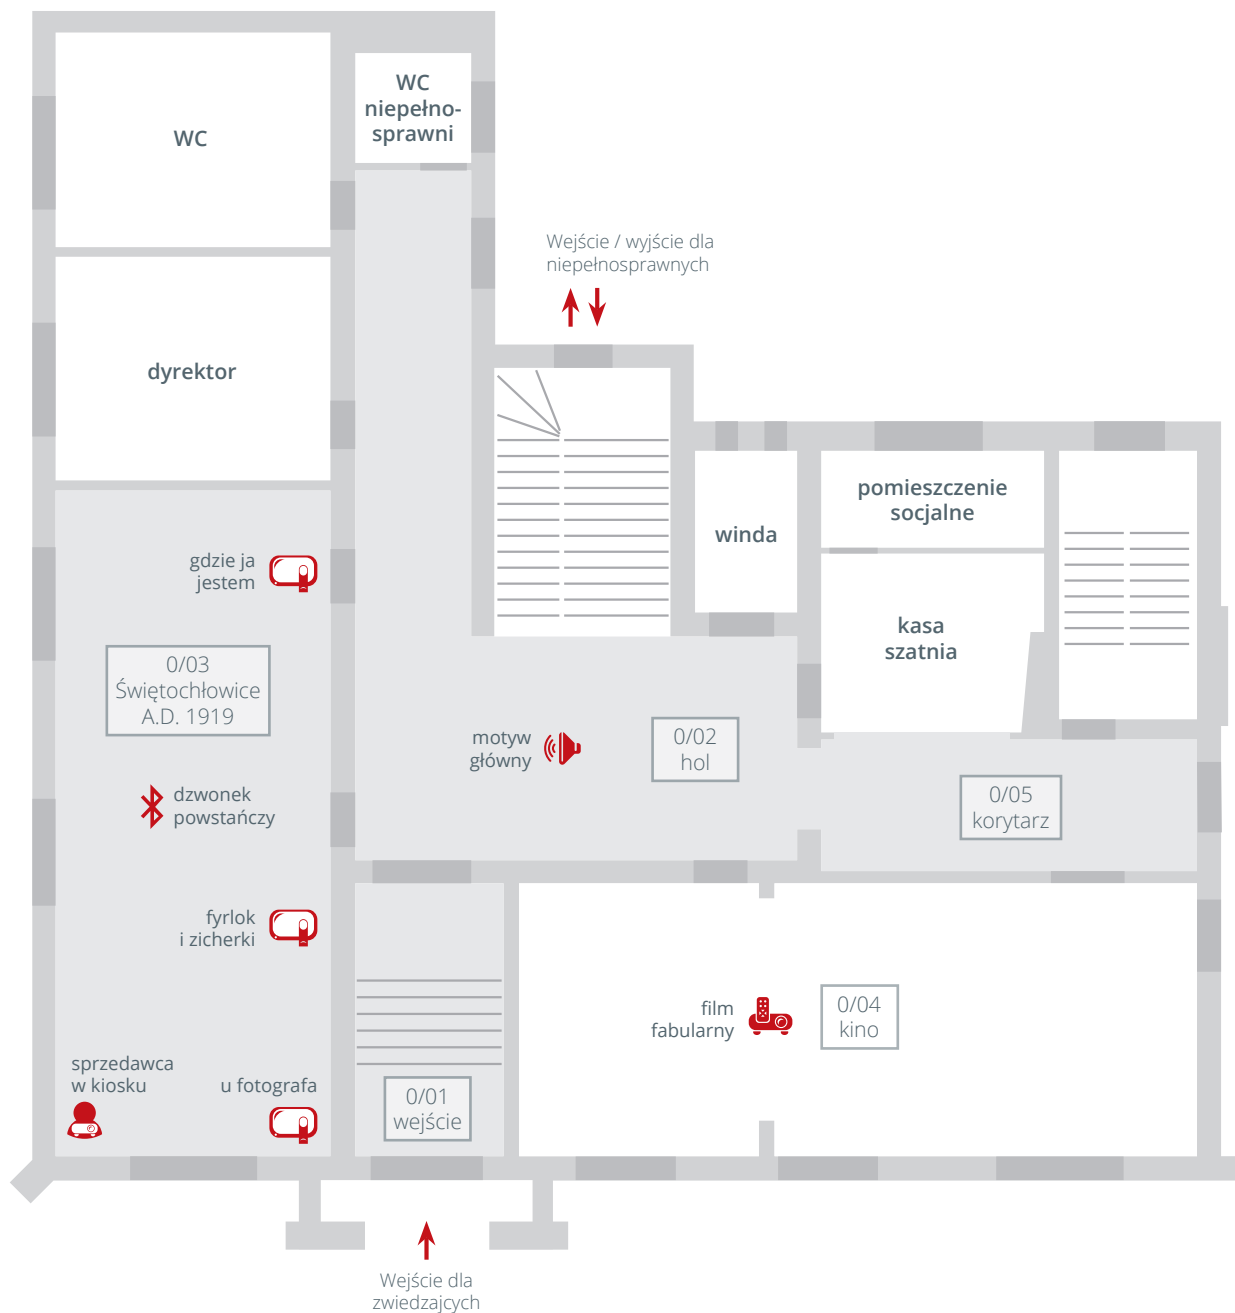 WC
WC
niepełno-
sprawni
Wejście / wyjście dla
niepełnosprawnych
dyrektor
pomieszczenie
socjalne
winda
gdzie ja
jestem
kasa
szatnia
0/03
Świętochłowice
A.D. 1919
motyw
główny
0/02
hol
dzwonek
powstańczy
0/05
korytarz
fyrlok
i zicherki
film
fabularny
0/04
kino
sprzedawca
w kiosku
u fotografa
0/01
wejście
Wejście dla
zwiedzajcych